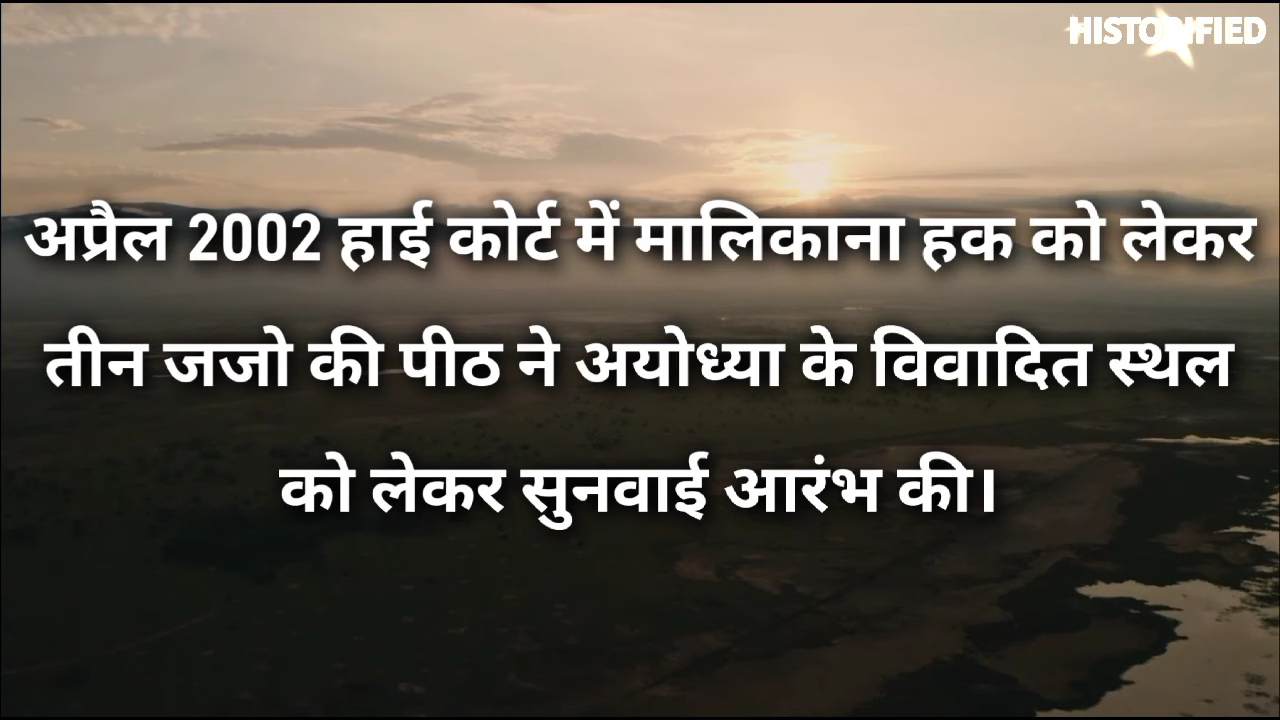 HISTORIFIED
अप्रैल 2002 हाई कोर्ट में मालिकाना हक को लेकर
तीन जजो की पीठ ने अयोध्या के विवादित स्थल
को लेकर सुनवाई आरंभ की।